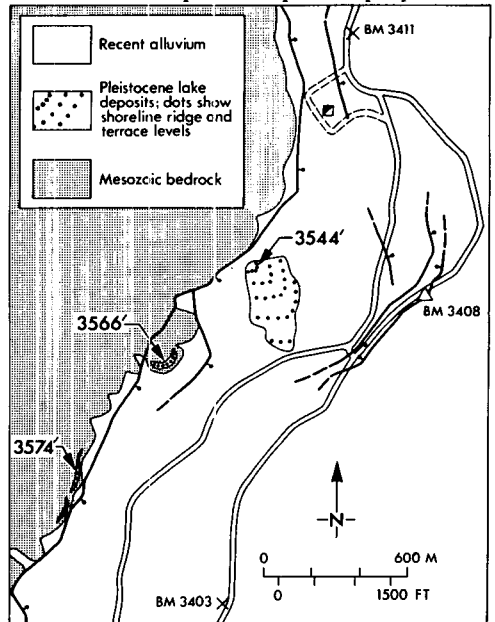 BM 3411
Recent alluvium
Pleistocene lake
deposits; dots show
shoreline ridge and
terrace levels
Mesozoic bedrock
3544'
BM 3408
3566'
3574'
N
0 600 M
0 1500 FT
BM 3403